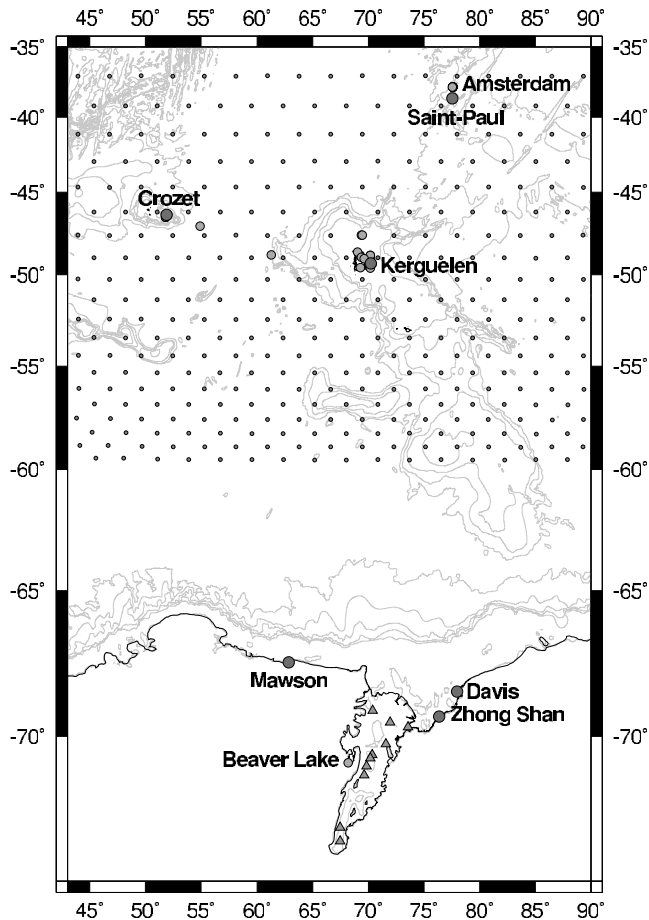 45° 50° 55° 60° 65° 70° 75° 80° 85° 90°
-35° -35°
Amsterdam
-40° -40°
Saint-Paul
-45° -45°
Crozet
Kerguelen
-50° -50°
-55° -55°
-60° -60°
-65° -65°
Mawson
Davis
Zhong Shan
-70° -70°
Beaver Lake
45° 50° 55° 60° 65° 70° 75° 80° 85° 90°